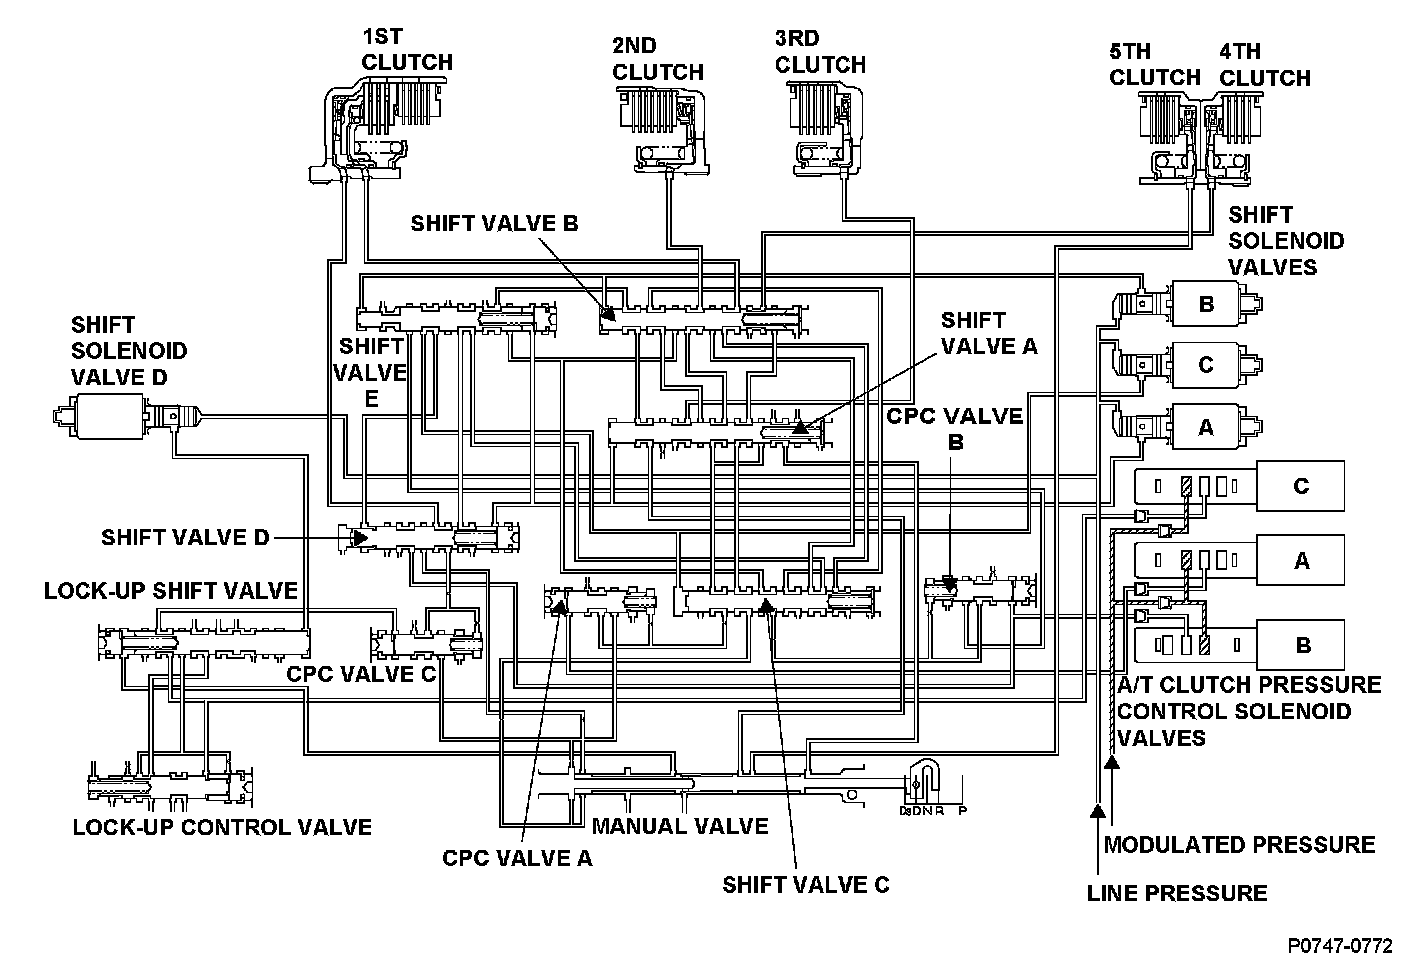 1ST
CLUTCH
2ND
CLUTCH
3RD
CLUTCH
5TH
CLUTCH
4TH
CLUTCH
SHIFT VALVE B
SHIFT
SOLENOID
VALVES
B
C
A
SHIFT
SOLENOID
VALVE D
SHIFT
VALVE
E
SHIFT
VALVE A
CPC VALVE
B
C
A
B
SHIFT VALVE D
LOCK-UP SHIFT VALVE
CPC VALVE C
A/T CLUTCH PRESSURE
CONTROL SOLENOID
VALVES
LOCK-UP CONTROL VALVE
MANUAL VALVE
D3 D N R P
CPC VALVE A
SHIFT VALVE C
MODULATED PRESSURE
LINE PRESSURE
P0747-0772